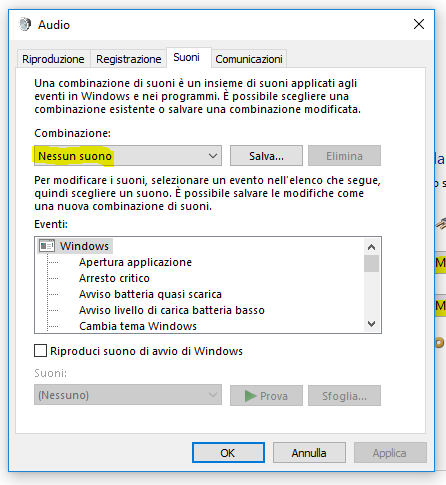 Audio
Riproduzione Registrazione Suoni Comunicazioni
Una combinazione di suoni è un insieme di suoni applicati agli
eventi in Windows e nei programmi. È possibile scegliere una
combinazione esistente o salvare una combinazione modificata.
Combinazione:
Nessun suono Salva... Elimina
Per modificare i suoni, selezionare un evento nell'elenco che segue,
quindi scegliere un suono. È possibile salvare le modifiche come
una nuova combinazione di suoni.
Eventi:
Windows
Apertura applicazione
Arresto critico
Avviso batteria quasi scarica
Avviso livello di carica batteria basso
Cambia tema Windows
Riproduci suono di avvio di Windows
Suoni:
(Nessuno) Prova Sfoglia...
OK Annulla Applica